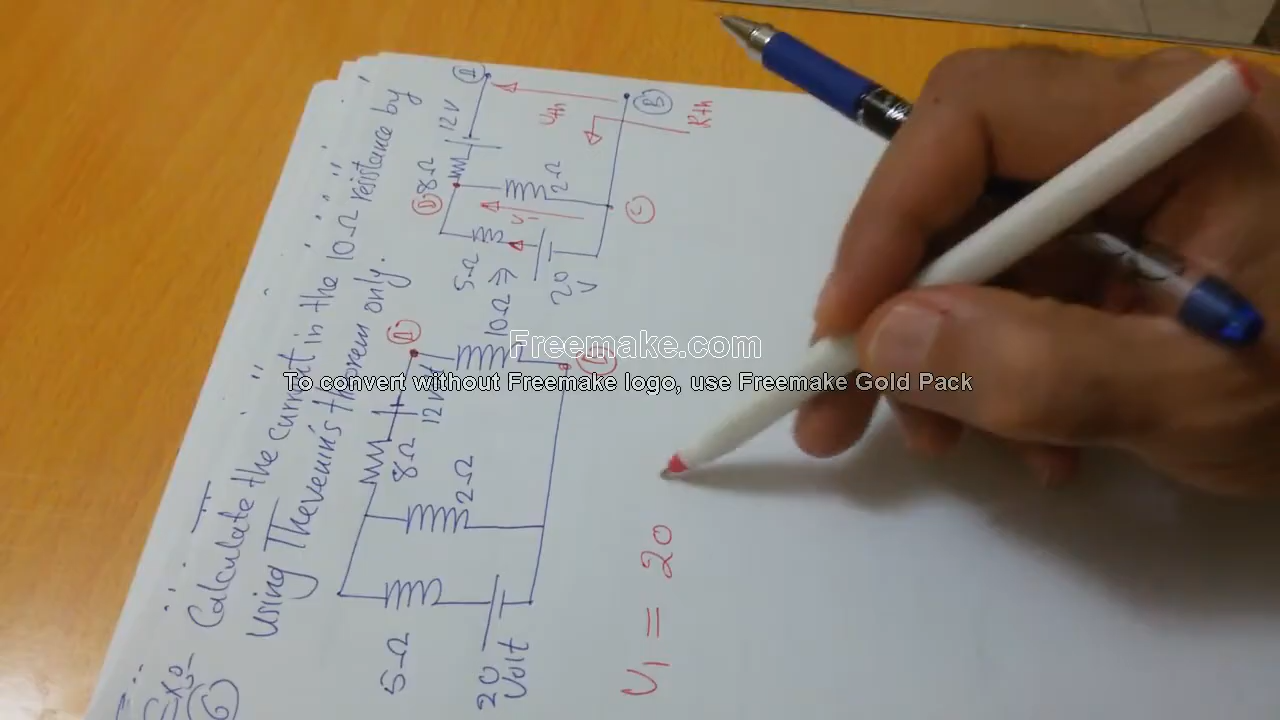 Exo
6
Calculate the current in the 10Ω resistance by
using Thevenin's theorem only.
5Ω
20
Volt
2Ω
8Ω
12V
A
10Ω
B
⇒
5Ω
20
V
V1
D
8Ω
2Ω
12V
A
Vth
B
Rth
C
V1 = 20
Freemake.com
To convert without Freemake logo, use Freemake Gold Pack